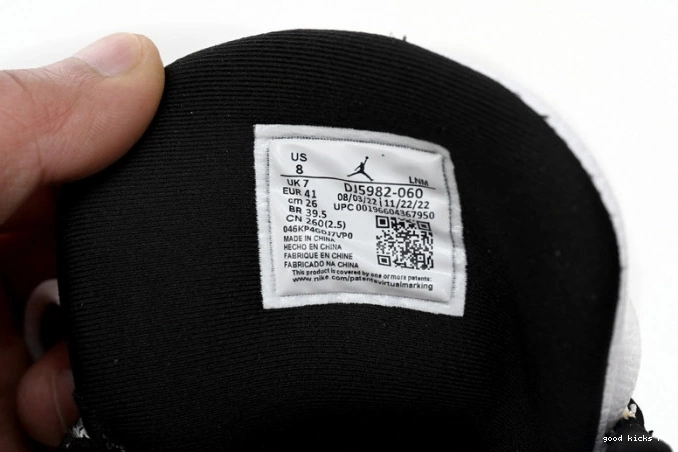 US
8
LNM
UK 7
EUR 41
cm 26
BR 39.5
CN 260(2.5)
DJ5982-060
08/03/22 | 11/22/22
UPC 00196604367950
MADE IN CHINA
HECHO EN CHINA
FABRIQUE EN CHINE
FABRICADO NA CHINA
This product is covered by one or more patents:
www.nike.com/patentsvirtualmarking
good kicks